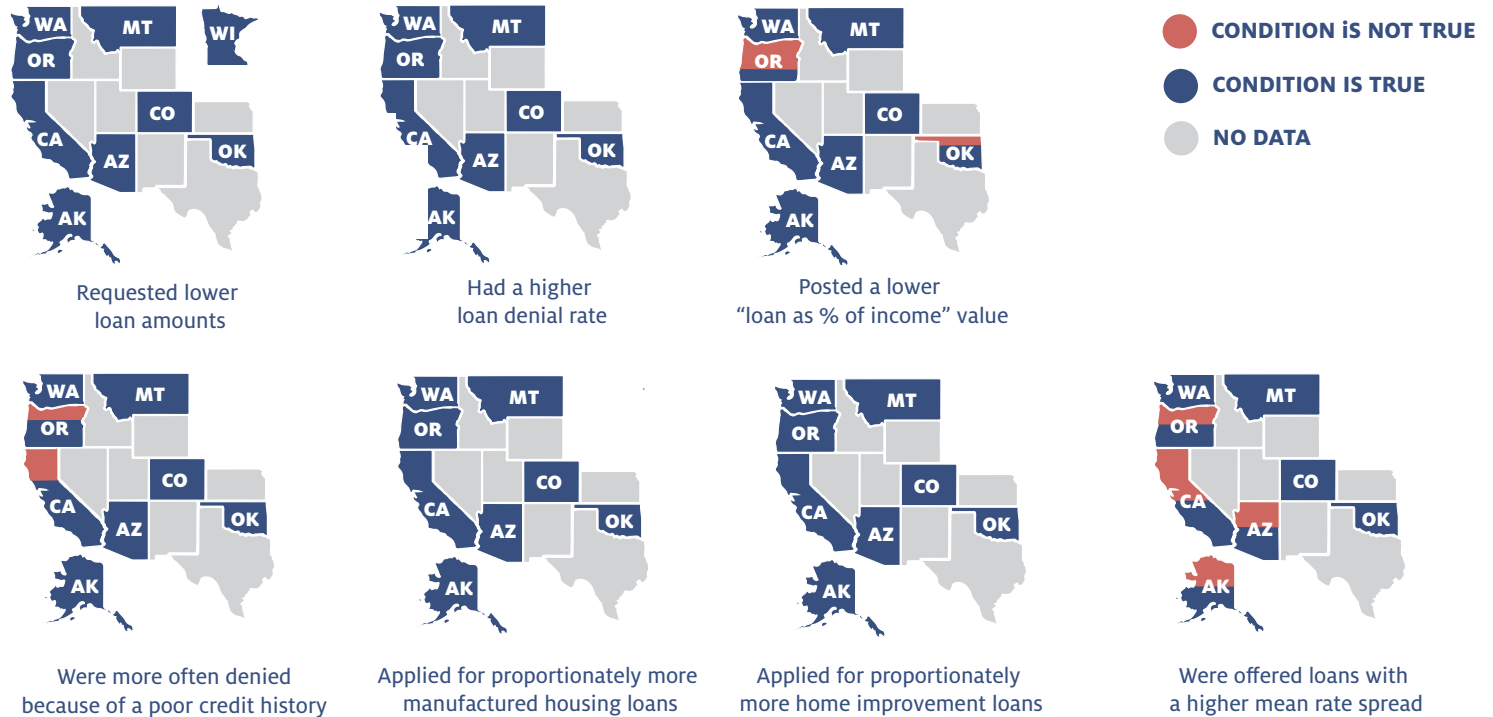 WA
MT
WI
OR
CO
CA
AZ
OK
AK
Requested lower
loan amounts
WA
MT
OR
CO
CA
AZ
OK
AK
Had a higher
loan denial rate
WA
MT
OR
CO
CA
AZ
OK
AK
Posted a lower
“loan as % of income” value
CONDITION iS NOT TRUE
CONDITION IS TRUE
NO DATA
WA
MT
OR
CO
CA
AZ
OK
AK
Were more often denied
because of a poor credit history
WA
MT
OR
CO
CA
AZ
OK
AK
Applied for proportionately more
manufactured housing loans
WA
MT
OR
CO
CA
AZ
OK
AK
Applied for proportionately
more home improvement loans
WA
MT
OR
CO
CA
AZ
OK
AK
Were offered loans with
a higher mean rate spread